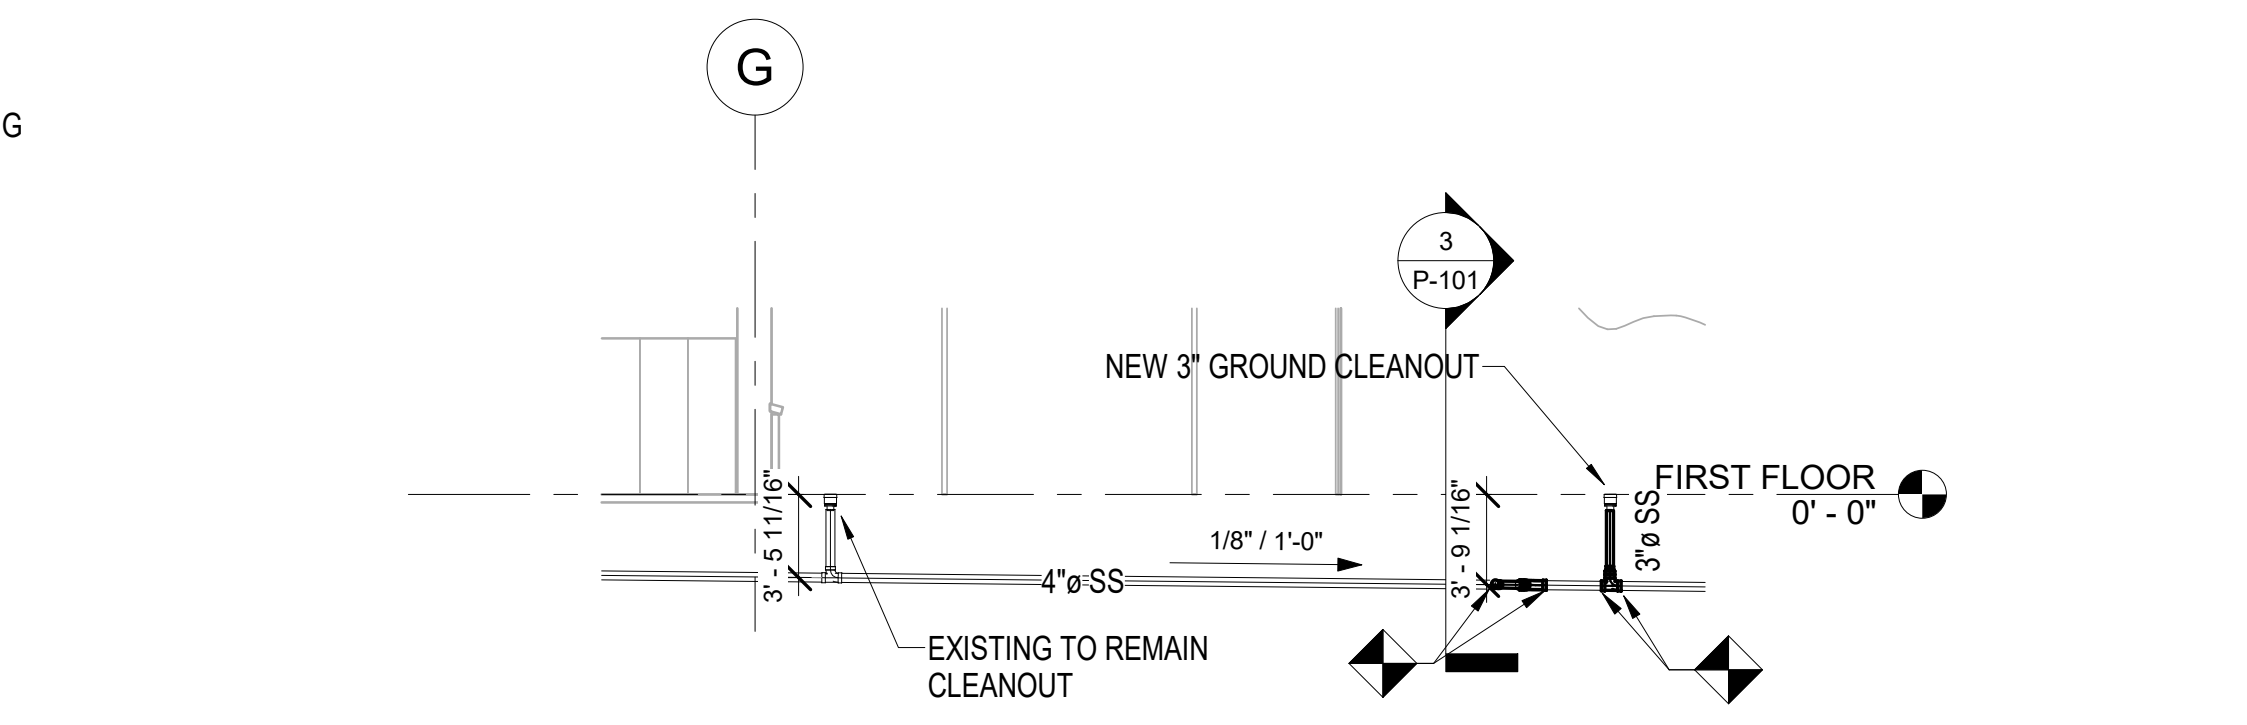 G
G
3
P-101
NEW 3" GROUND CLEANOUT
FIRST FLOOR
0' - 0"
3' - 5 11/16"
3' - 9 1/16"
3"ø SS
1/8" / 1'-0"
4"ø SS
EXISTING TO REMAIN
CLEANOUT